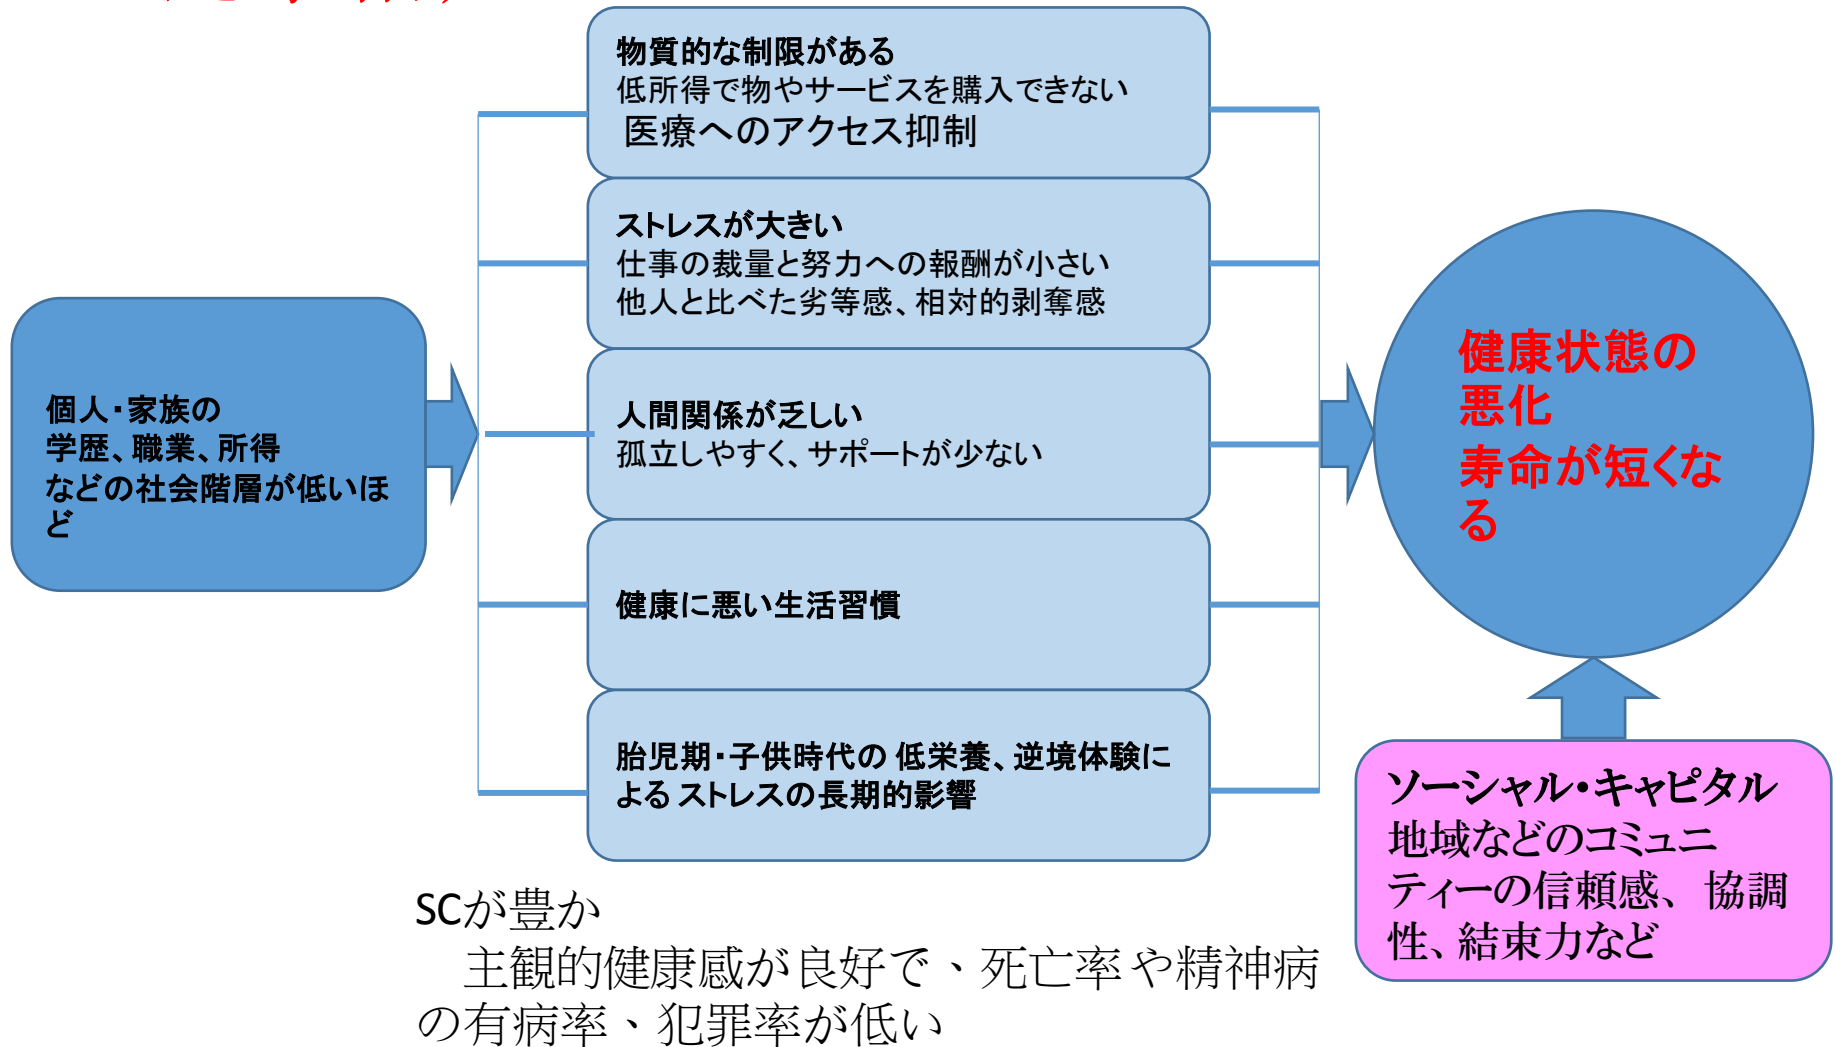 物質的な制限がある
低所得で物やサービスを購入できない
医療へのアクセス抑制
ストレスが大きい
仕事の裁量と努力への報酬が小さい
他人と比べた劣等感、相対的剥奪感
個人・家族の
学歴、職業、所得
などの社会階層が低いほ
ど
人間関係が乏しい
孤立しやすく、サポートが少ない
健康に悪い生活習慣
胎児期・子供時代の 低栄養、逆境体験に
よる ストレスの長期的影響
健康状態の
悪化
寿命が短くな
る
ソーシャル・キャピタル
地域などのコミュニ
ティーの信頼感、協調
性、結束力など
SCが豊か
主観的健康感が良好で、死亡率や精神病
の有病率、犯罪率が低い